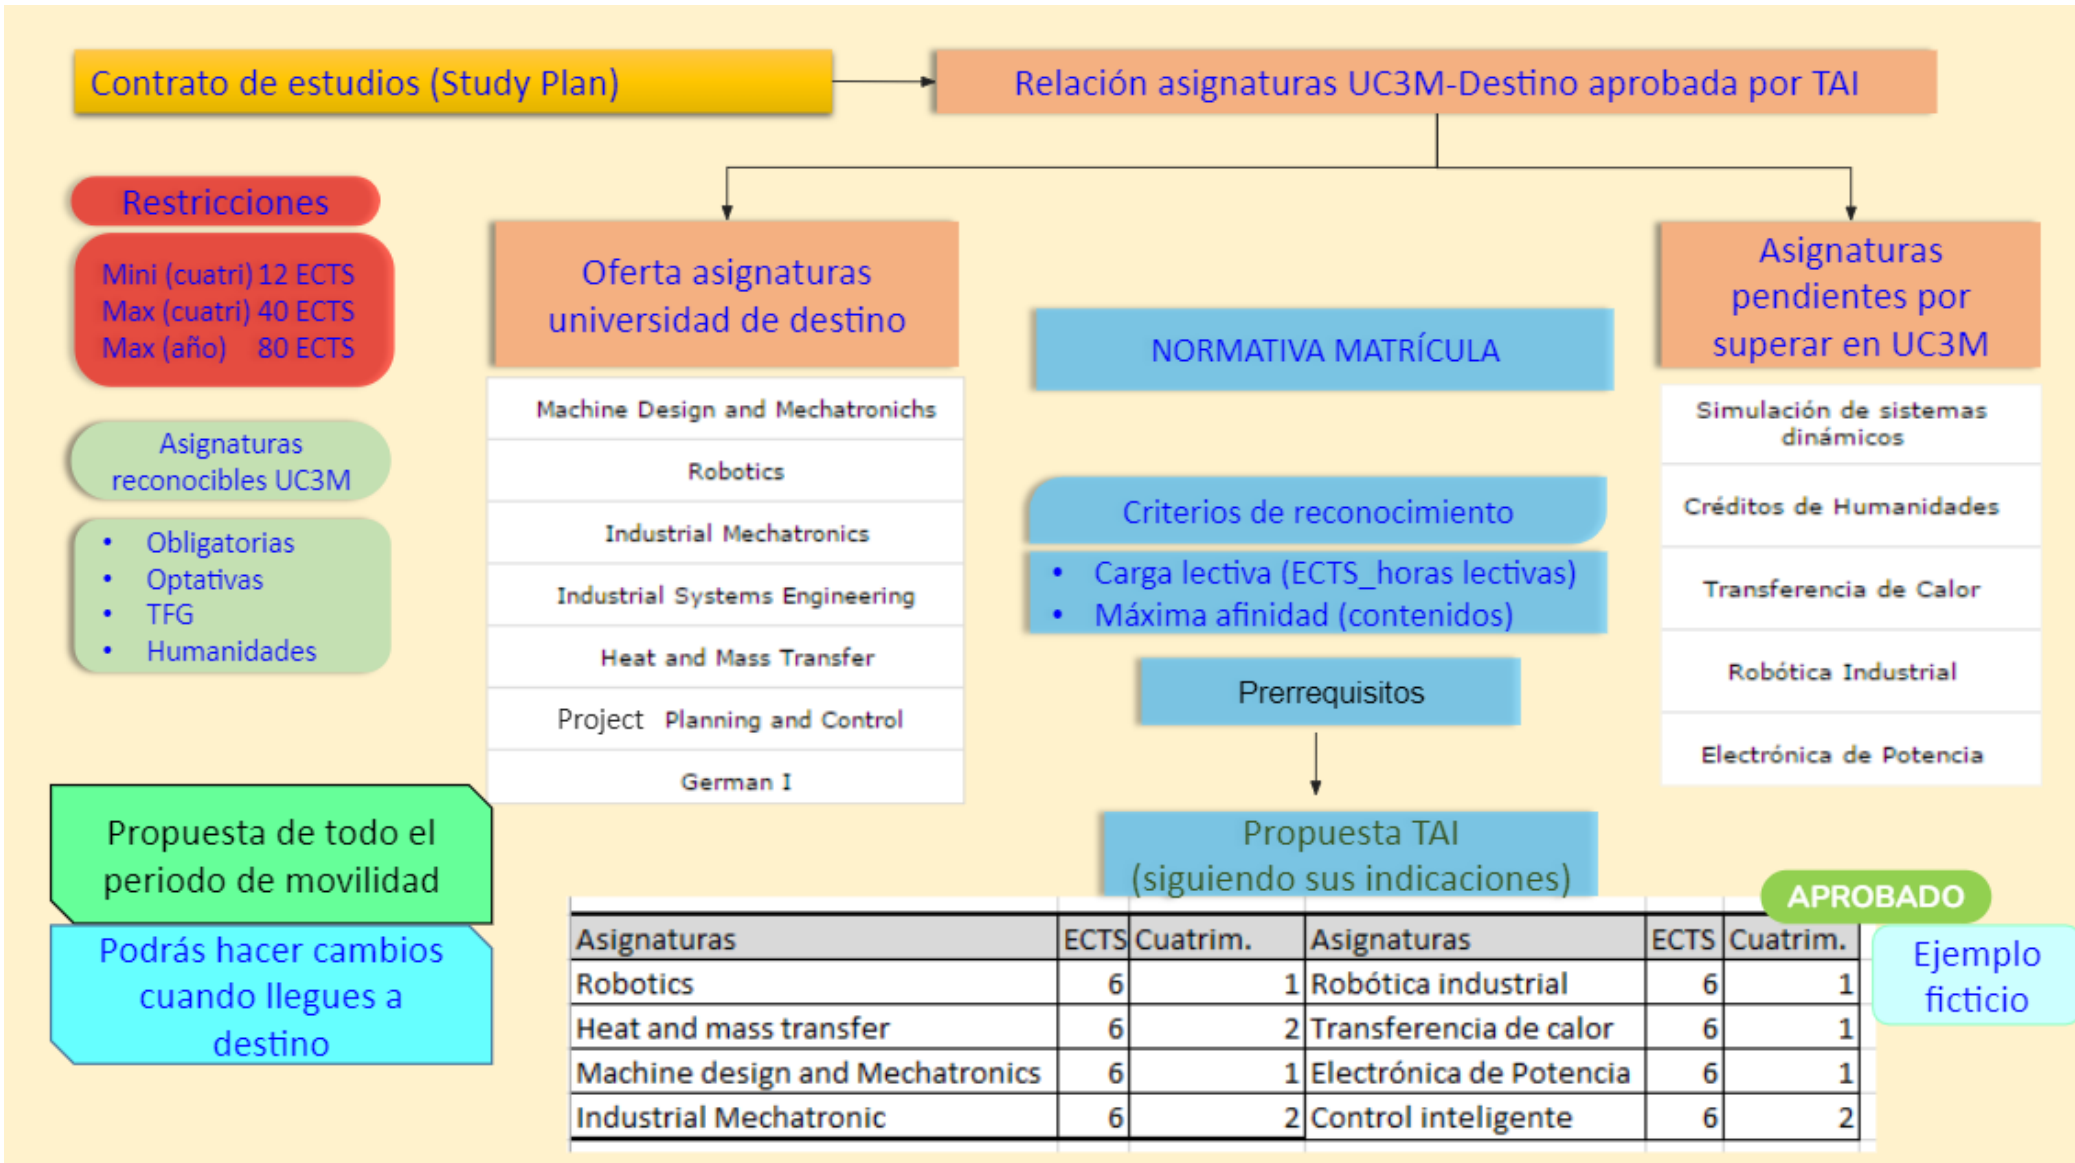 Contrato de estudios (Study Plan)
Relación asignaturas UC3M-Destino aprobada por TAI
Restricciones
Mini (cuatri) 12 ECTS
Max (cuatri) 40 ECTS
Max (año) 80 ECTS
Asignaturas
reconocibles UC3M
• Obligatorias
• Optativas
• TFG
• Humanidades
Propuesta de todo el
periodo de movilidad
Podrás hacer cambios
cuando llegues a
destino
Oferta asignaturas
universidad de destino
Machine Design and Mechatronichs
Robotics
Industrial Mechatronics
Industrial Systems Engineering
Heat and Mass Transfer
Project Planning and Control
German I
NORMATIVA MATRÍCULA
Criterios de reconocimiento
• Carga lectiva (ECTS_horas lectivas)
• Máxima afinidad (contenidos)
Prerrequisitos
Propuesta TAI
(siguiendo sus indicaciones)
Asignaturas
pendientes por
superar en UC3M
Simulación de sistemas
dinámicos
Créditos de Humanidades
Transferencia de Calor
Robótica Industrial
Electrónica de Potencia
APROBADO
Ejemplo
ficticio
Asignaturas ECTS Cuatrim. Asignaturas ECTS Cuatrim.
Robotics 6 1 Robótica industrial 6 1
Heat and mass transfer 6 2 Transferencia de calor 6 1
Machine design and Mechatronics 6 1 Electrónica de Potencia 6 1
Industrial Mechatronic 6 2 Control inteligente 6 2